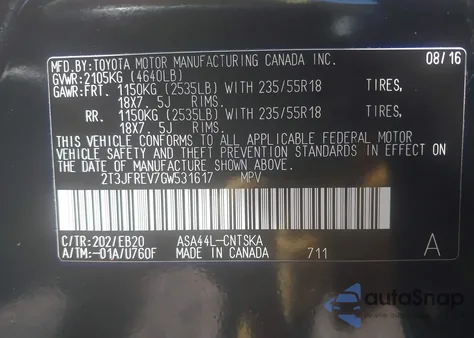 MFD.BY:TOYOTA MOTOR MANUFACTURING CANADA INC. 08/16
GVWR:2105KG (4640LB)
GAWR:FRT. 1150KG (2535LB) WITH 235/55R18 TIRES,
18X7.5J RIMS.
RR. 1150KG (2535LB) WITH 235/55R18 TIRES,
18X7.5J RIMS.
THIS VEHICLE CONFORMS TO ALL APPLICABLE FEDERAL MOTOR
VEHICLE SAFETY AND THEFT PREVENTION STANDARDS IN EFFECT
ON THE DATE OF MANUFACTURE SHOWN ABOVE.
2T3JFREV7GW531617 MPV
C/TR:202/EB20 ASA44L-CNTSKA
A/TM:-01A/U760F MADE IN CANADA 711 A
autoSnap